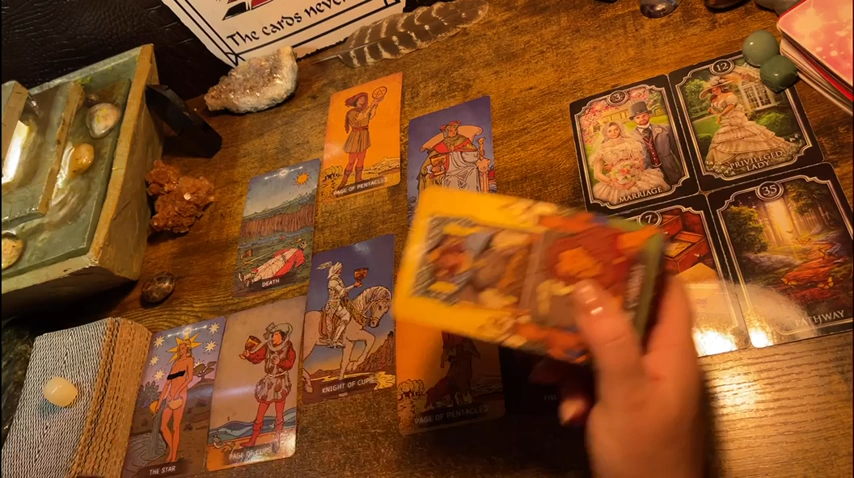 The cards never
3
MARRIAGE
12
PRIVILEGED
LADY
PAGE OF PENTACLES
DEATH
7
35
PATHWAY
KNIGHT OF CUPS
PAGE OF PENTACLES
THE STAR
PAGE OF
THE